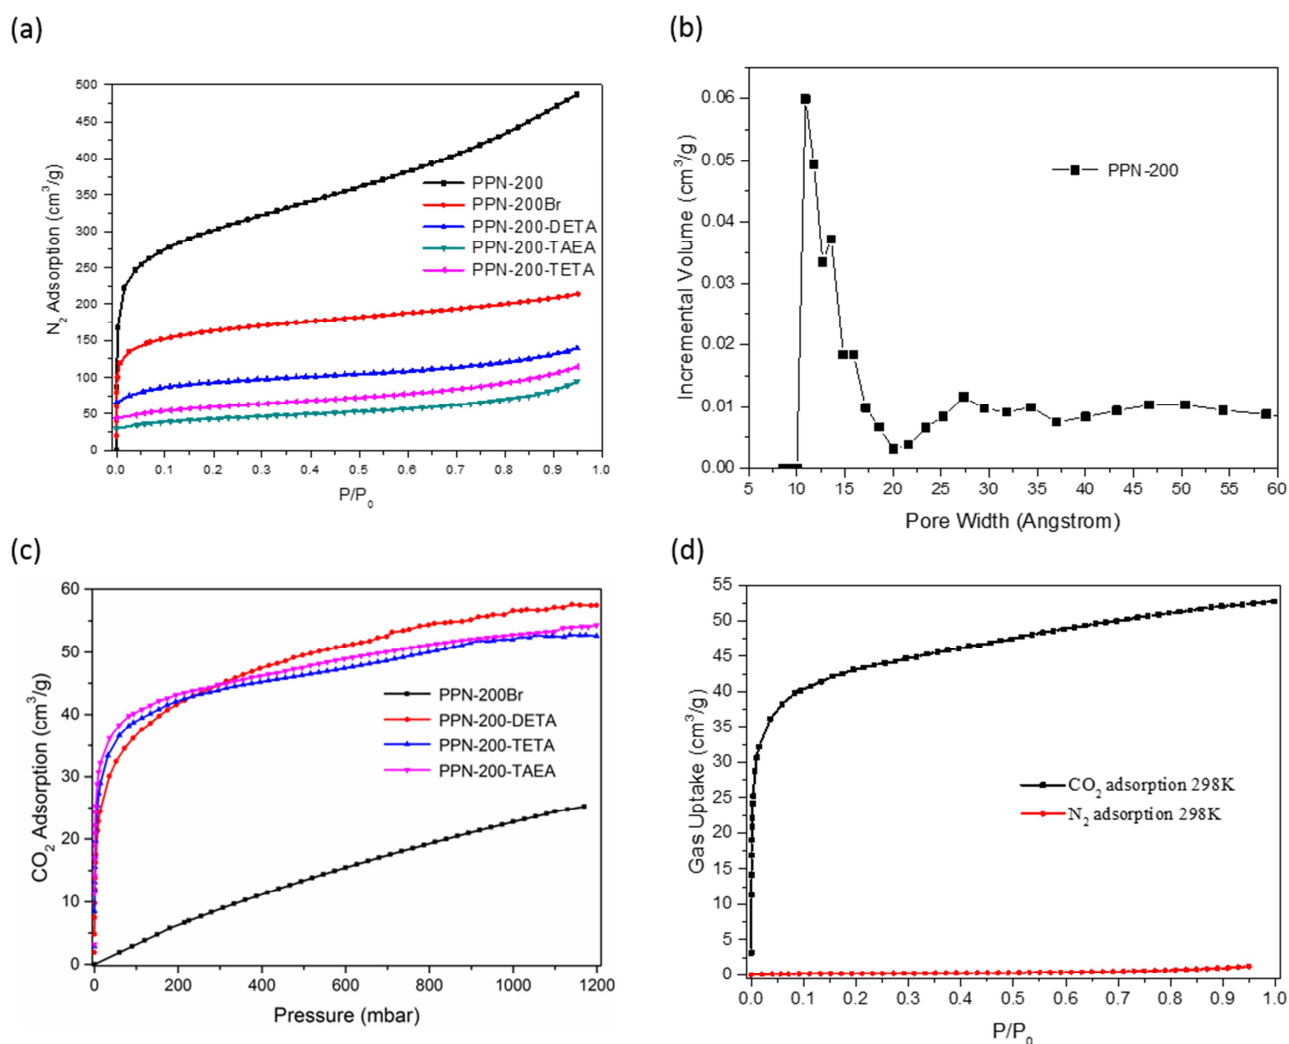 (a)
N₂ Adsorption (cm³/g)
500
450
400
350
300
250
200
150
100
50
0
PPN-200
PPN-200Br
PPN-200-DETA
PPN-200-TAEA
PPN-200-TETA
0.0 0.1 0.2 0.3 0.4 0.5 0.6 0.7 0.8 0.9 1.0
P/P₀
(b)
Incremental Volume (cm³/g)
0.06
0.05
0.04
0.03
0.02
0.01
0.00
PPN-200
5 10 15 20 25 30 35 40 45 50 55 60
Pore Width (Angstrom)
(c)
CO₂ Adsorption (cm³/g)
60
50
40
30
20
10
0
PPN-200Br
PPN-200-DETA
PPN-200-TETA
PPN-200-TAEA
0 200 400 600 800 1000 1200
Pressure (mbar)
(d)
Gas Uptake (cm³/g)
55
50
45
40
35
30
25
20
15
10
5
0
CO₂ adsorption 298K
N₂ adsorption 298K
0.0 0.1 0.2 0.3 0.4 0.5 0.6 0.7 0.8 0.9 1.0
P/P₀